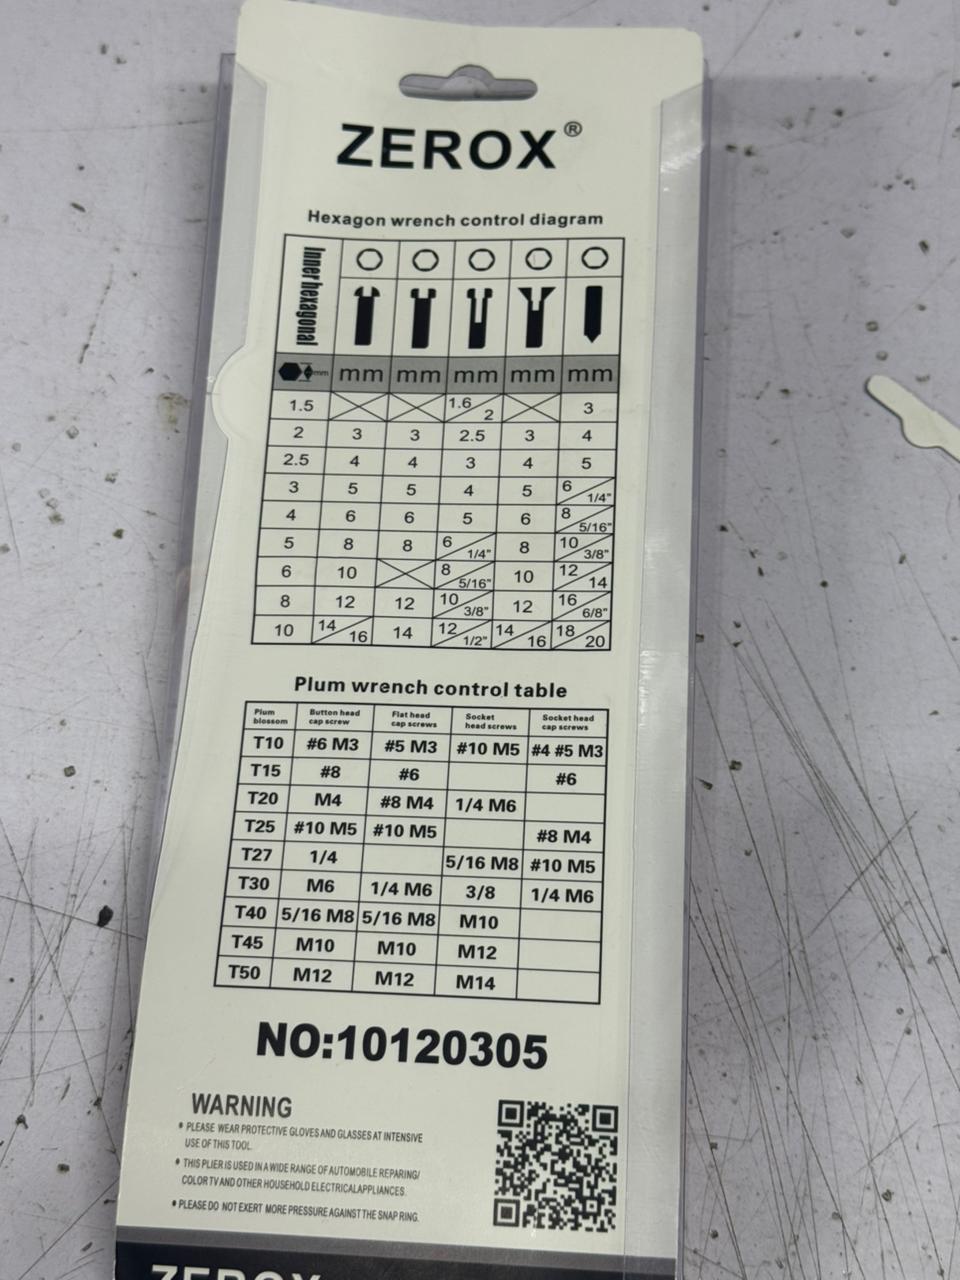 ZEROX®
Hexagon wrench control diagram
Inner hexagonal
mm mm mm mm mm mm
1.5 1.6 2 3
2 3 3 2.5 3 4
2.5 4 4 3 4 5
3 5 5 4 5 6 1/4"
4 6 6 5 6 8 5/16"
5 8 8 6 1/4" 8 10 3/8"
6 10 8 5/16" 10 12 14
8 12 12 10 3/8" 12 16 6/8"
10 14 16 14 12 1/2" 14 16 18 20
Plum wrench control table
Plum blossom Button head cap screw Flat head cap screws Socket head screws Socket head cap screws
T10 #6 M3 #5 M3 #10 M5 #4 #5 M3
T15 #8 #6 #6
T20 M4 #8 M4 1/4 M6
T25 #10 M5 #10 M5 #8 M4
T27 1/4 5/16 M8 #10 M5
T30 M6 1/4 M6 3/8 1/4 M6
T40 5/16 M8 5/16 M8 M10
T45 M10 M10 M12
T50 M12 M12 M14
NO:10120305
WARNING
• PLEASE WEAR PROTECTIVE GLOVES AND GLASSES AT INTENSIVE
USE OF THIS TOOL.
• THIS PLIER IS USED IN A WIDE RANGE OF AUTOMOBILE REPARING/
COLOR TV AND OTHER HOUSEHOLD ELECTRICALAPPLIANCES.
• PLEASE DO NOT EXERT MORE PRESSURE AGAINST THE SNAP RING.
ZEROX